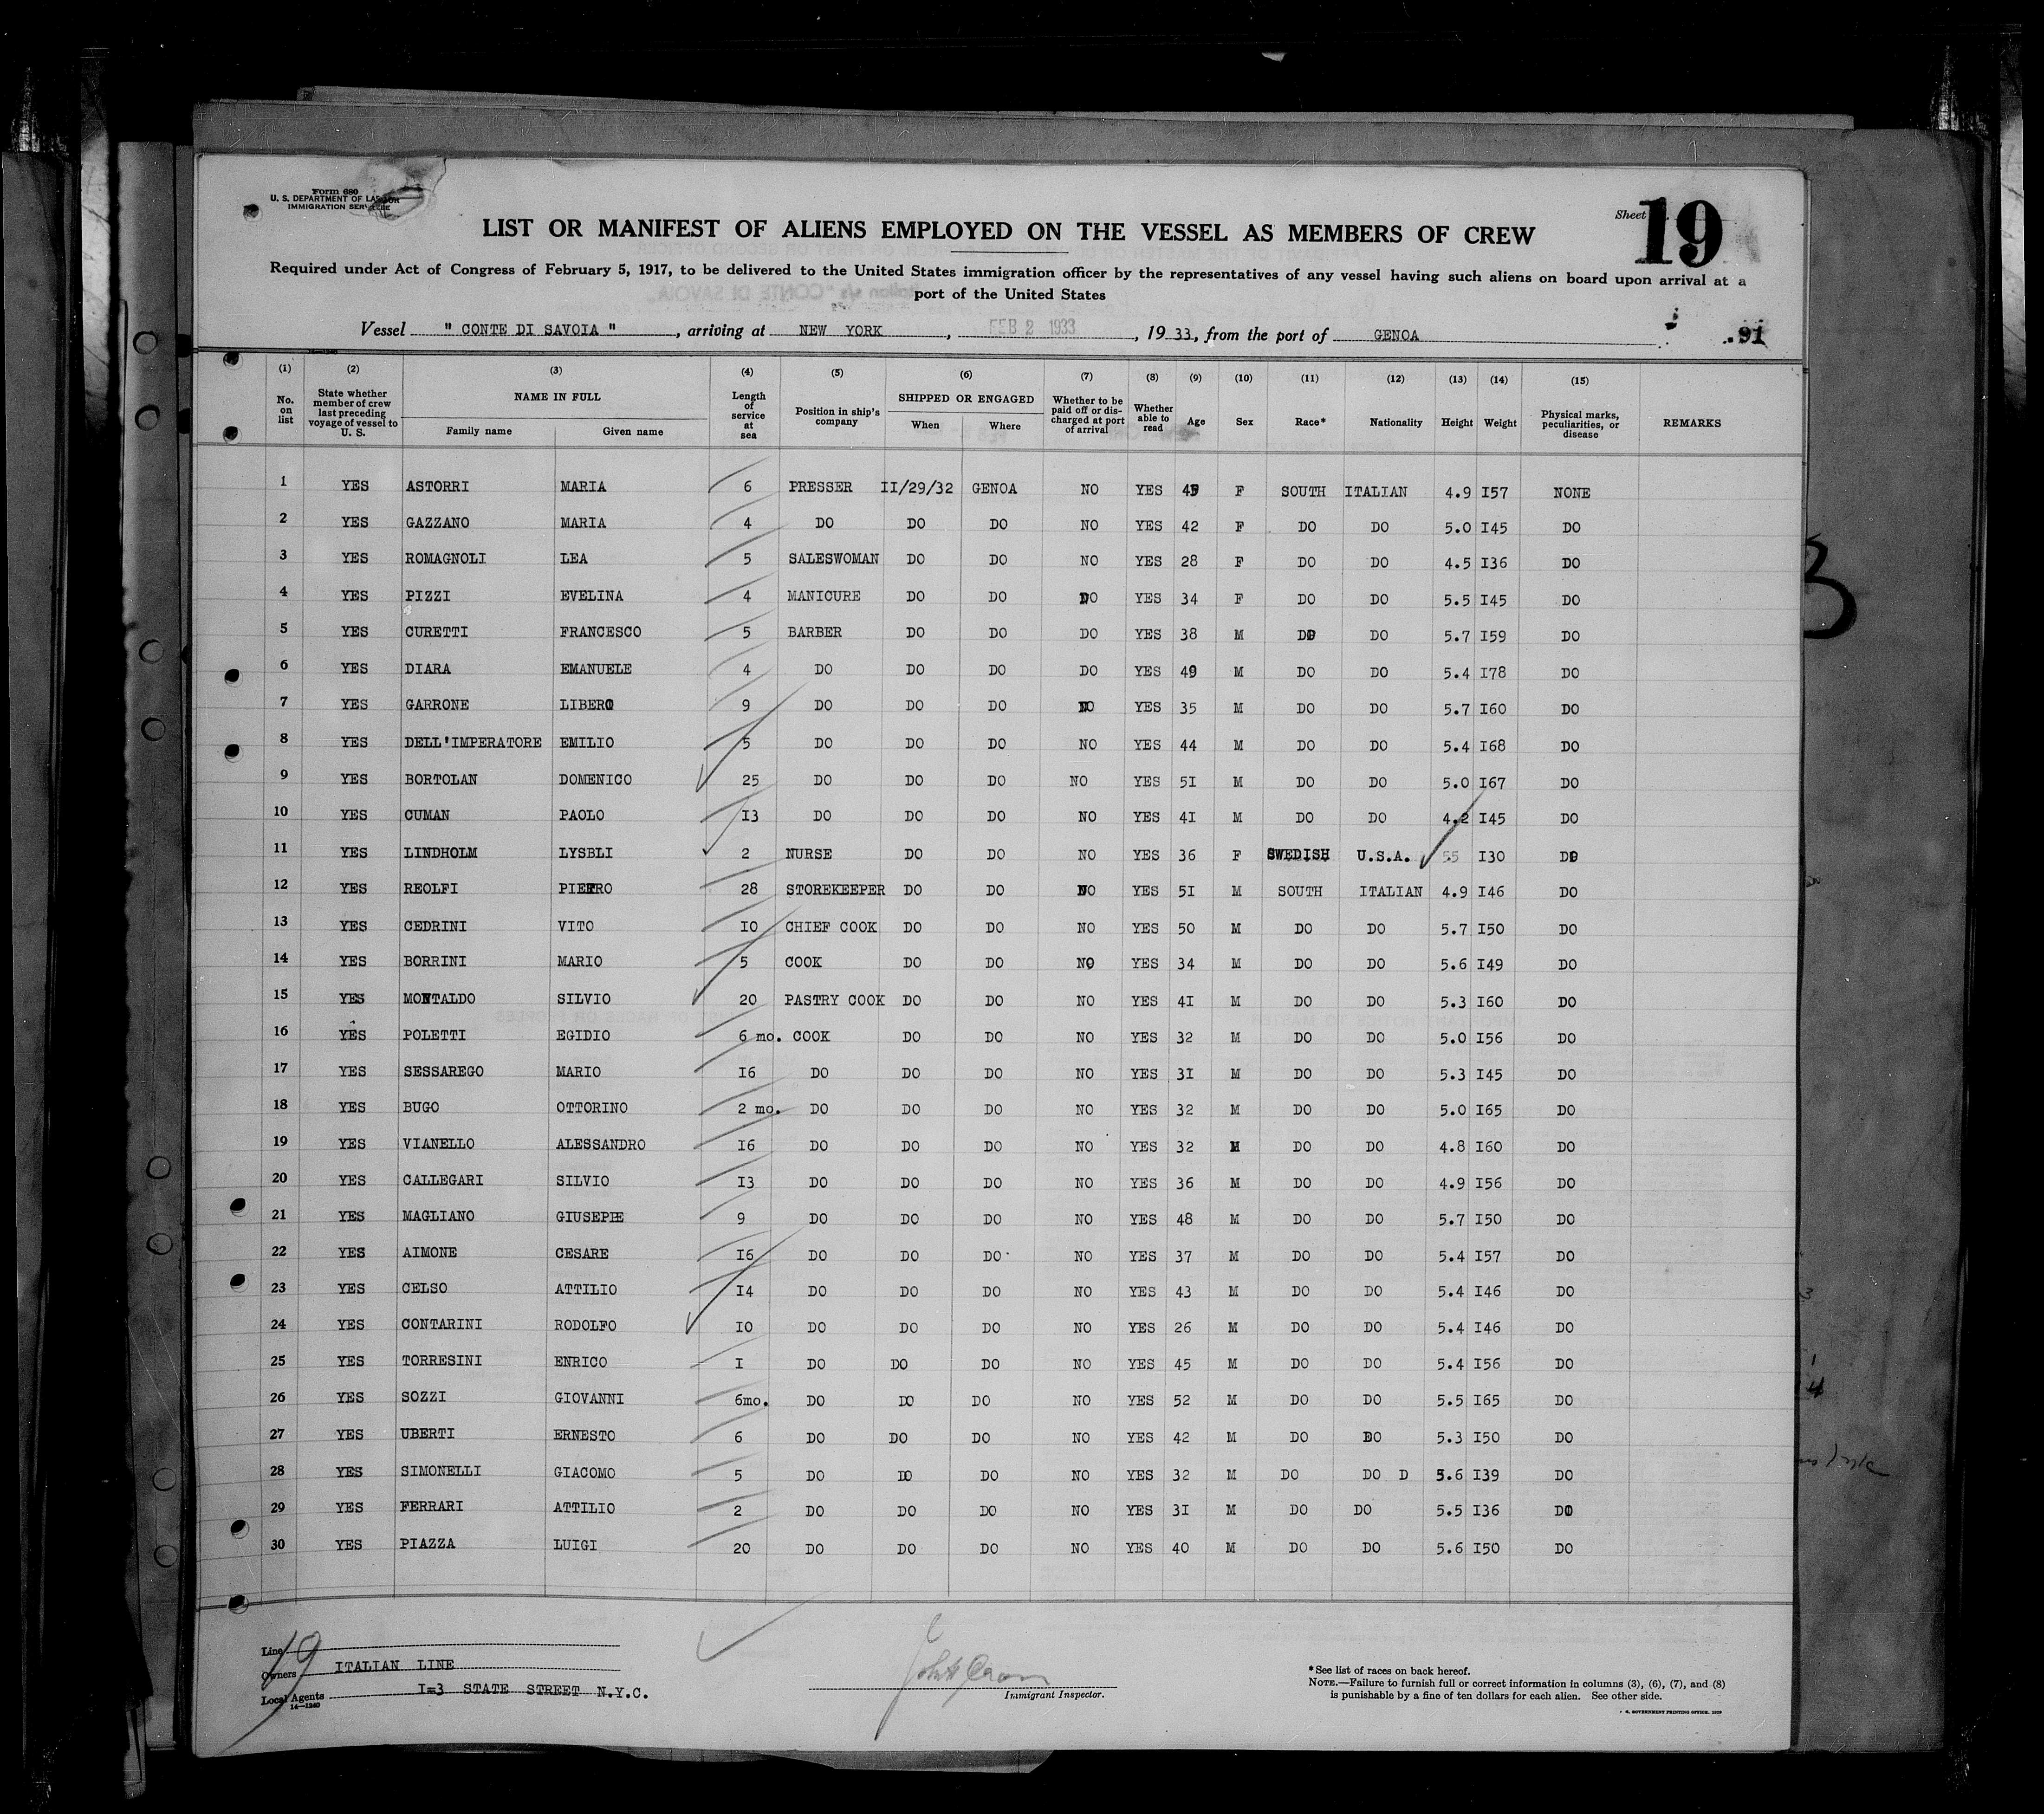 Form 680
U. S. DEPARTMENT OF LABOR
IMMIGRATION SERVICE
Sheet 19
LIST OR MANIFEST OF ALIENS EMPLOYED ON THE VESSEL AS MEMBERS OF CREW
Required under Act of Congress of February 5, 1917, to be delivered to the United States immigration officer by the representatives of any vessel having such aliens on board upon arrival at a
port of the United States
Vessel " CONTE DI SAVOIA ", arriving at NEW YORK, FEB 2 1933, 1933, from the port of GENOA
.91
(1) (2) (3) (4) (5) (6) (7) (8) (9) (10) (11) (12) (13) (14) (15)
No. on list State whether member of crew last preceding voyage of vessel to U. S. NAME IN FULL Family name Given name Length of service at sea Position in ship's company SHIPPED OR ENGAGED When Where Whether to be paid off or discharged at port of arrival Whether able to read Age Sex Race* Nationality Height Weight Physical marks, peculiarities, or disease REMARKS
1 YES ASTORRI MARIA 6 PRESSER II/29/32 GENOA NO YES F SOUTH ITALIAN 4.9 I57 NONE
2 YES GAZZANO MARIA 4 DO DO DO NO YES 42 F DO DO 5.0 I45 DO
3 YES ROMAGNOLI LEA 5 SALESWOMAN DO DO NO YES 28 F DO DO 4.5 I36 DO
4 YES PIZZI EVELINA 4 MANICURE DO DO NO YES 34 F DO DO 5.5 I45 DO
5 YES CURETTI FRANCESCO 5 BARBER DO DO DO YES 38 M DO DO 5.7 I59 DO
6 YES DIARA EMANUELE 4 DO DO DO DO YES 49 M DO DO 5.4 I78 DO
7 YES GARRONE LIBERO 9 DO DO DO NO YES 35 M DO DO 5.7 I60 DO
8 YES DELL'IMPERATORE EMILIO 5 DO DO DO NO YES 44 M DO DO 5.4 I68 DO
9 YES BORTOLAN DOMENICO 25 DO DO DO NO YES 5I M DO DO 5.0 I67 DO
10 YES CUMAN PAOLO I3 DO DO DO NO YES 4I M DO DO 4.2 I45 DO
11 YES LINDHOLM LYSBLI 2 NURSE DO DO NO YES 36 F SWEDISH U.S.A. 55 I30 DO
12 YES REOLFI PIETRO 28 STOREKEEPER DO DO NO YES 5I M SOUTH ITALIAN 4.9 I46 DO
13 YES CEDRINI VITO IO CHIEF COOK DO DO NO YES 50 M DO DO 5.7 I50 DO
14 YES BORRINI MARIO 5 COOK DO DO NO YES 34 M DO DO 5.6 I49 DO
15 YES MONTALDO SILVIO 20 PASTRY COOK DO DO NO YES 4I M DO DO 5.3 I60 DO
16 YES POLETTI EGIDIO 6 mo. COOK DO DO NO YES 32 M DO DO 5.0 I56 DO
17 YES SESSAREGO MARIO I6 DO DO DO NO YES 3I M DO DO 5.3 I45 DO
18 YES BUGO OTTORINO 2 mo. DO DO DO NO YES 32 M DO DO 5.0 I65 DO
19 YES VIANELLO ALESSANDRO I6 DO DO DO NO YES 32 M DO DO 4.8 I60 DO
20 YES CALLEGARI SILVIO I3 DO DO DO NO YES 36 M DO DO 4.9 I56 DO
21 YES MAGLIANO GIUSEPPE 9 DO DO DO NO YES 48 M DO DO 5.7 I50 DO
22 YES AIMONE CESARE I6 DO DO DO NO YES 37 M DO DO 5.4 I57 DO
23 YES CELSO ATTILIO I4 DO DO DO NO YES 43 M DO DO 5.4 I46 DO
24 YES CONTARINI RODOLFO IO DO DO DO NO YES 26 M DO DO 5.4 I46 DO
25 YES TORRESINI ENRICO I DO DO DO NO YES 45 M DO DO 5.4 I56 DO
26 YES SOZZI GIOVANNI 6mo. DO DO DO NO YES 52 M DO DO 5.5 I65 DO
27 YES UBERTI ERNESTO 6 DO DO DO NO YES 42 M DO DO 5.3 I50 DO
28 YES SIMONELLI GIACOMO 5 DO DO DO NO YES 32 M DO DO D 5.6 I39 DO
29 YES FERRARI ATTILIO 2 DO DO DO NO YES 3I M DO DO 5.5 I36 DO
30 YES PIAZZA LUIGI 20 DO DO DO NO YES 40 M DO DO 5.6 I50 DO
Line
19
Owners ITALIAN LINE
Local Agents I=3 STATE STREET N.Y.C.
14—1240
Immigrant Inspector.
*See list of races on back hereof.
NOTE.—Failure to furnish full or correct information in columns (3), (6), (7), and (8)
is punishable by a fine of ten dollars for each alien. See other side.
GOVERNMENT PRINTING OFFICE